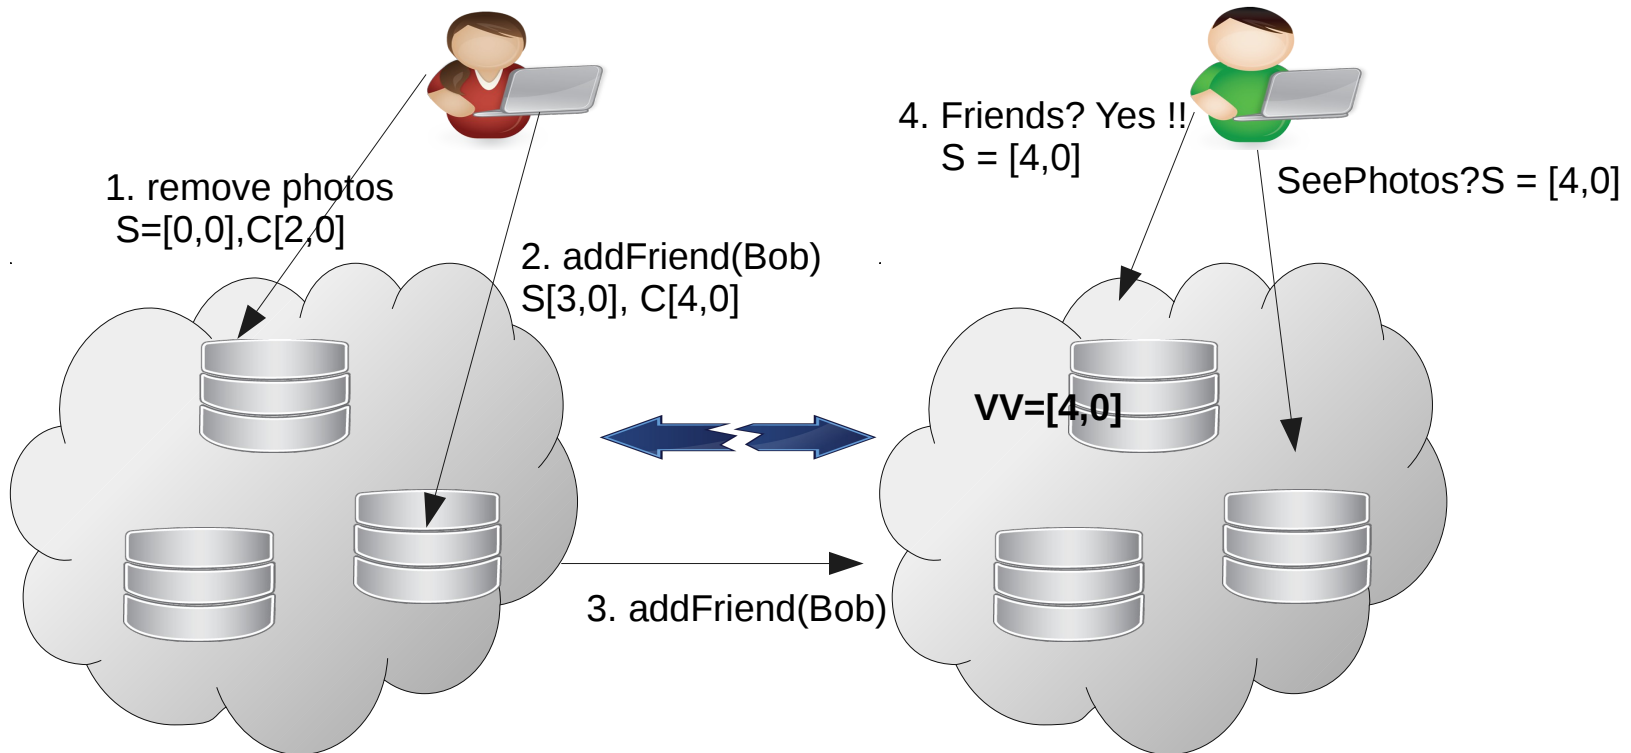 1. remove photos
S=[0,0],C[2,0]
2. addFriend(Bob)
S[3,0], C[4,0]
3. addFriend(Bob)
4. Friends? Yes !!
S = [4,0]
SeePhotos?S = [4,0]
VV=[4,0]